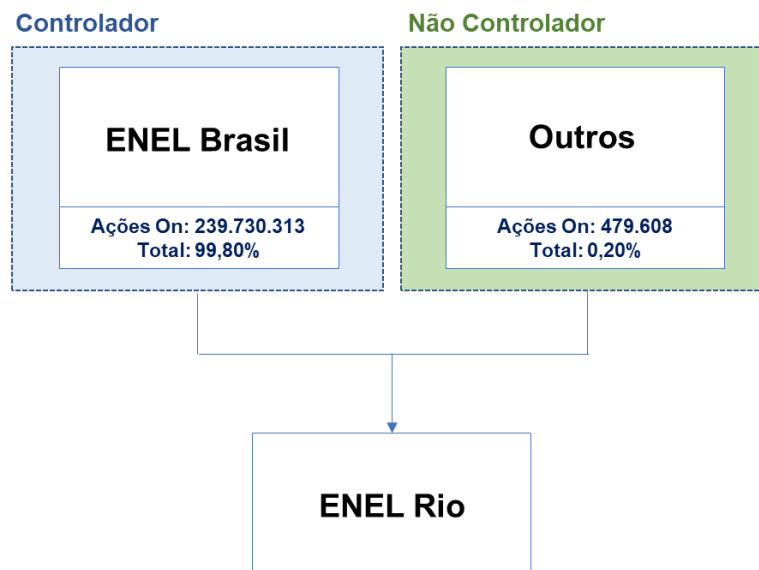 Controlador
Não Controlador
ENEL Brasil
Ações On: 239.730.313
Total: 99,80%
Outros
Ações On: 479.608
Total: 0,20%
ENEL Rio